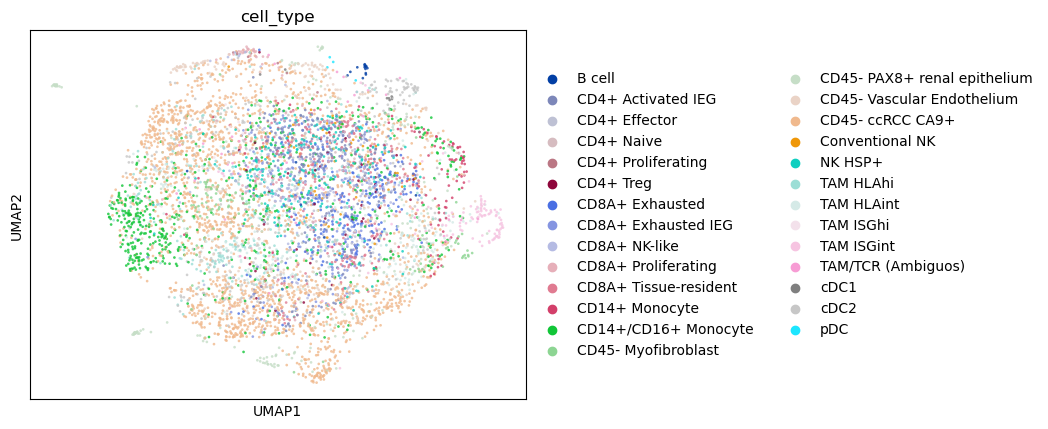 cell_type
UMAP2
UMAP1
B cell
CD4+ Activated IEG
CD4+ Effector
CD4+ Naive
CD4+ Proliferating
CD4+ Treg
CD8A+ Exhausted
CD8A+ Exhausted IEG
CD8A+ NK-like
CD8A+ Proliferating
CD8A+ Tissue-resident
CD14+ Monocyte
CD14+/CD16+ Monocyte
CD45- Myofibroblast
CD45- PAX8+ renal epithelium
CD45- Vascular Endothelium
CD45- ccRCC CA9+
Conventional NK
NK HSP+
TAM HLAhi
TAM HLAint
TAM ISGhi
TAM ISGint
TAM/TCR (Ambiguos)
cDC1
cDC2
pDC